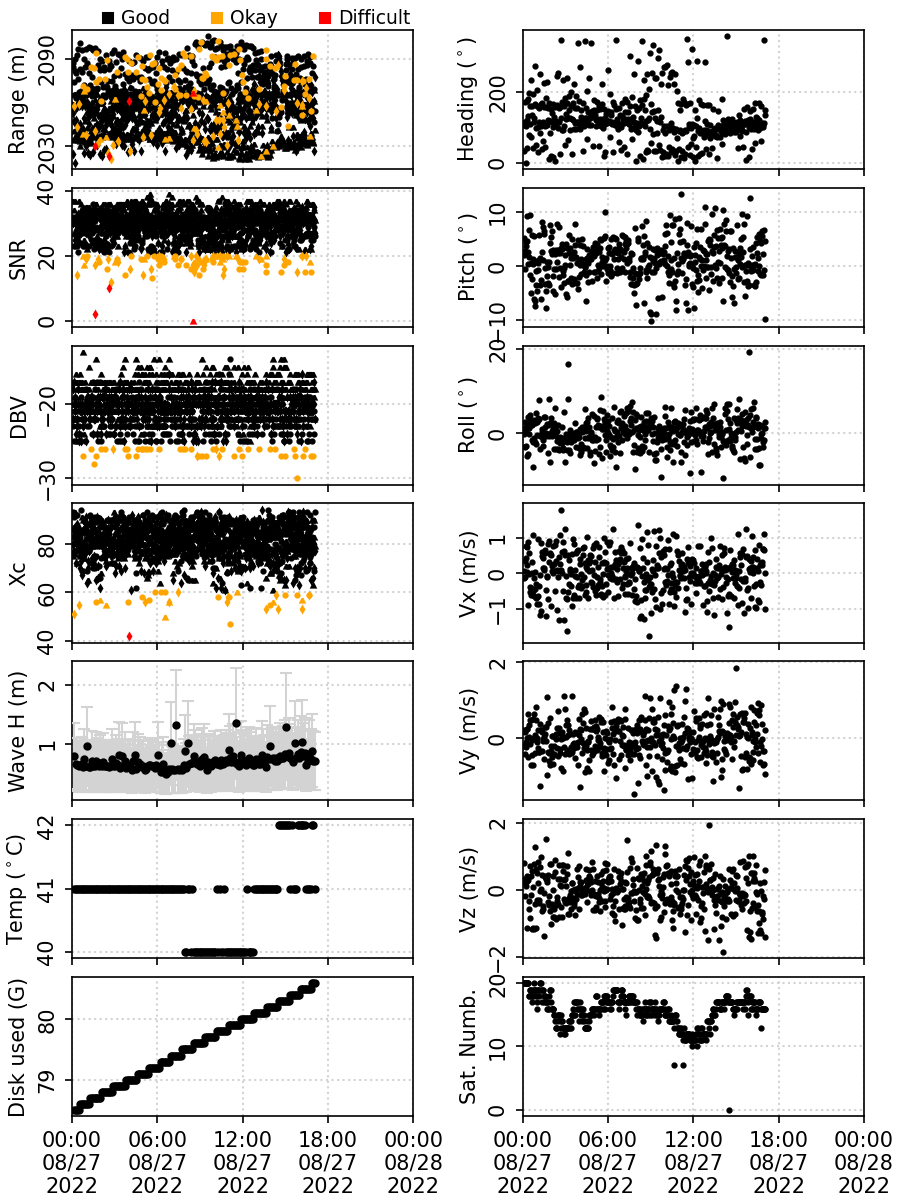 Good Okay Difficult
Range (m)
2090
2030
Heading (°)
200
0
SNR
40
20
0
Pitch (°)
10
0
−10
DBV
−20
−30
Roll (°)
20
0
Xc
80
60
40
Vx (m/s)
1
0
−1
Wave H (m)
2
1
Vy (m/s)
2
0
Temp (°C)
42
41
40
Vz (m/s)
2
0
−2
Disk used (G)
80
79
Sat. Numb.
20
10
0
00:00 06:00 12:00 18:00 00:00
08/27 08/27 08/27 08/27 08/28
2022 2022 2022 2022 2022
00:00 06:00 12:00 18:00 00:00
08/27 08/27 08/27 08/27 08/28
2022 2022 2022 2022 2022